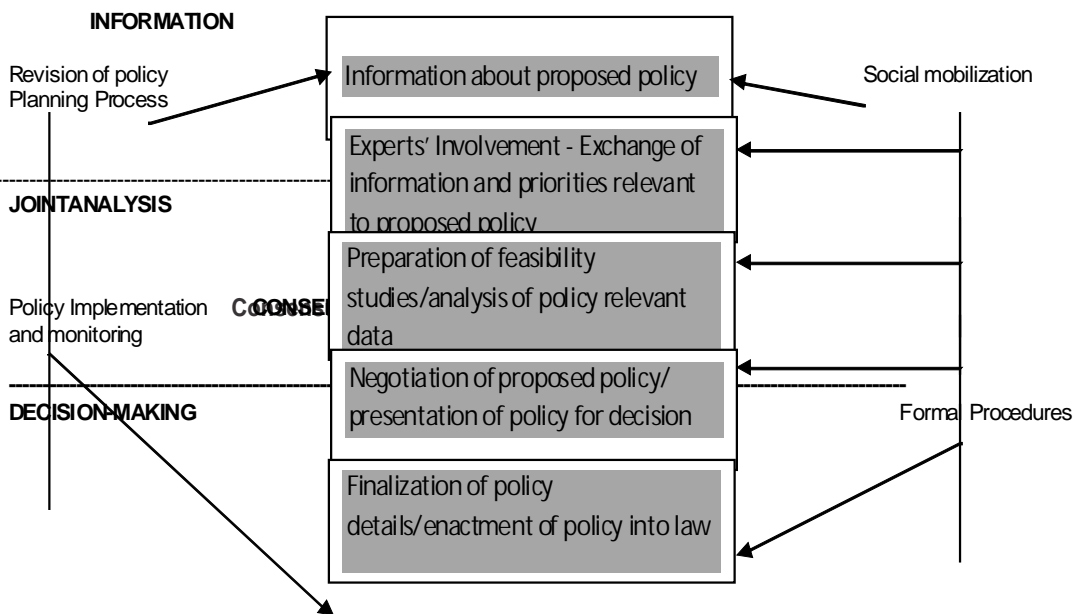 INFORMATION
Revision of policy
Planning Process
Information about proposed policy
Social mobilization
Experts' Involvement - Exchange of
information and priorities relevant
to proposed policy
JOINTANALYSIS
Preparation of feasibility
studies/analysis of policy relevant
data
Policy Implementation
and monitoring
Negotiation of proposed policy/
presentation of policy for decision
DECISION-MAKING
Formal Procedures
Finalization of policy
details/enactment of policy into law